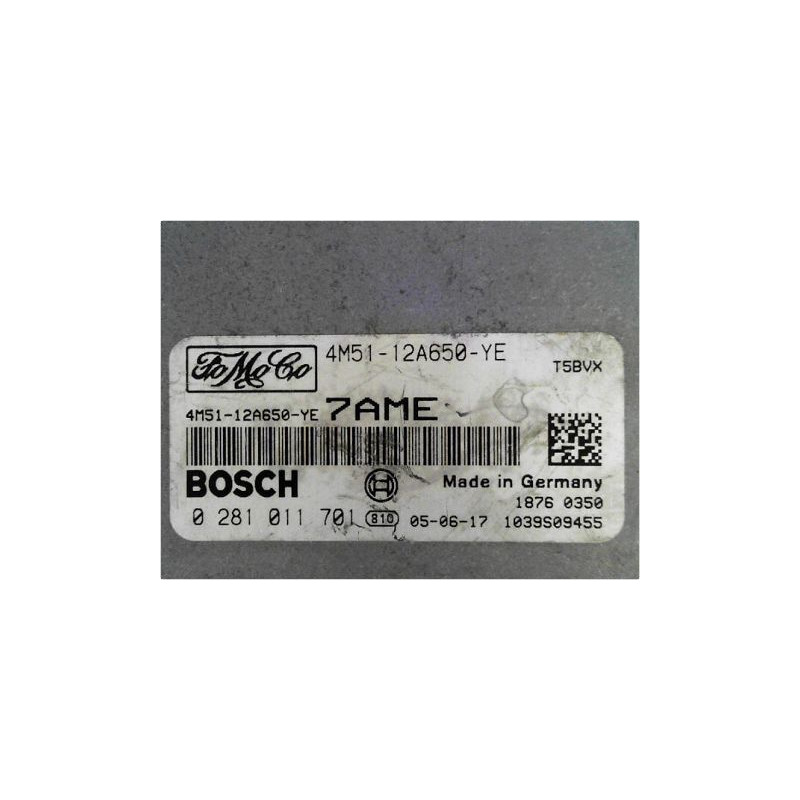 FoMoCo 4M51-12A650-YE
T5BVX
4M51-12A650-YE 7AME
BOSCH Made in Germany
1876 0350
0 281 011 701 810 05-06-17 1039S09455